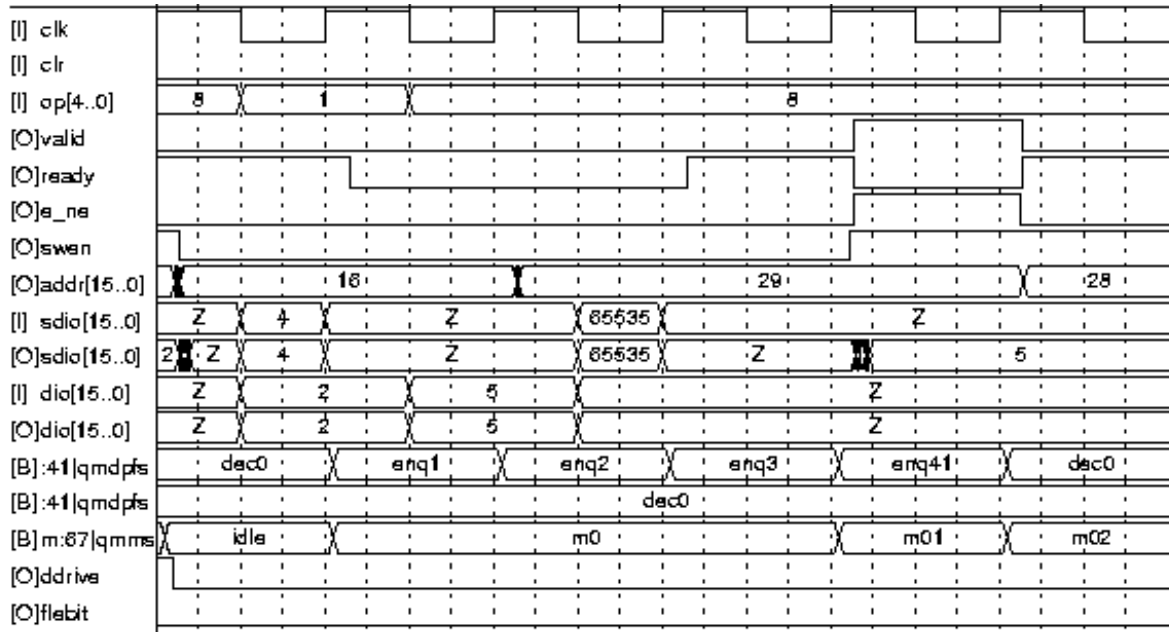 [I] clk
[I] clr
[I] op[4..0] 8 1 8
[O]valid
[O]ready
[O]e_ne
[O]swen
[O]addr[15..0] 16 29 28
[I] sdio[15..0] Z 4 Z 65535 Z
[O]sdio[15..0] 2 Z 4 Z 65535 Z 5
[I] dio[15..0] Z 2 5 Z
[O]dio[15..0] Z 2 5 Z
[B]:41|qmdpfs dec0 enq1 enq2 enq3 enq41 dec0
[B]:41|qmdpfs dec0
[B]m:67|qmms idle m0 m01 m02
[O]ddrive
[O]flebit